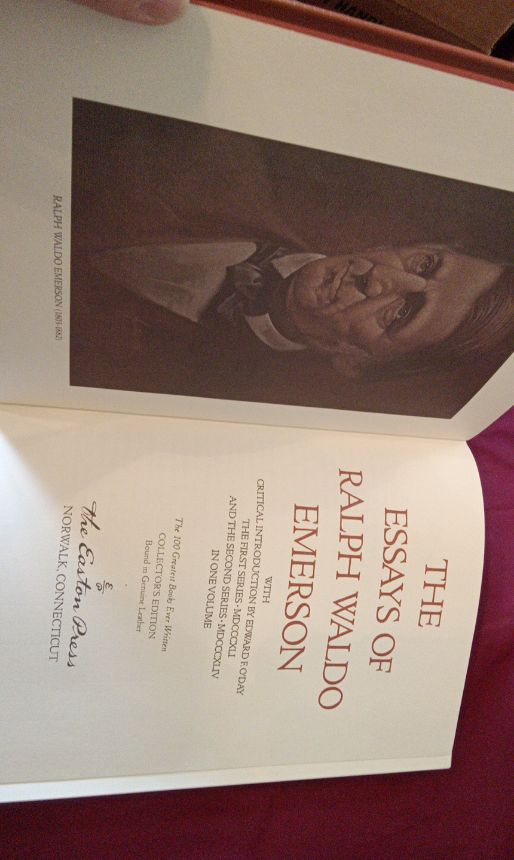 RALPH WALDO EMERSON (1803-1882)
THE
ESSAYS OF
RALPH WALDO
EMERSON
WITH
CRITICAL INTRODUCTION BY EDWARD F. O'DAY
THE FIRST SERIES • MDCCCXLI
AND THE SECOND SERIES • MDCCCXLIV
IN ONE VOLUME
The 100 Greatest Books Ever Written
COLLECTOR'S EDITION
Bound in Genuine Leather
The Easton Press
NORWALK, CONNECTICUT